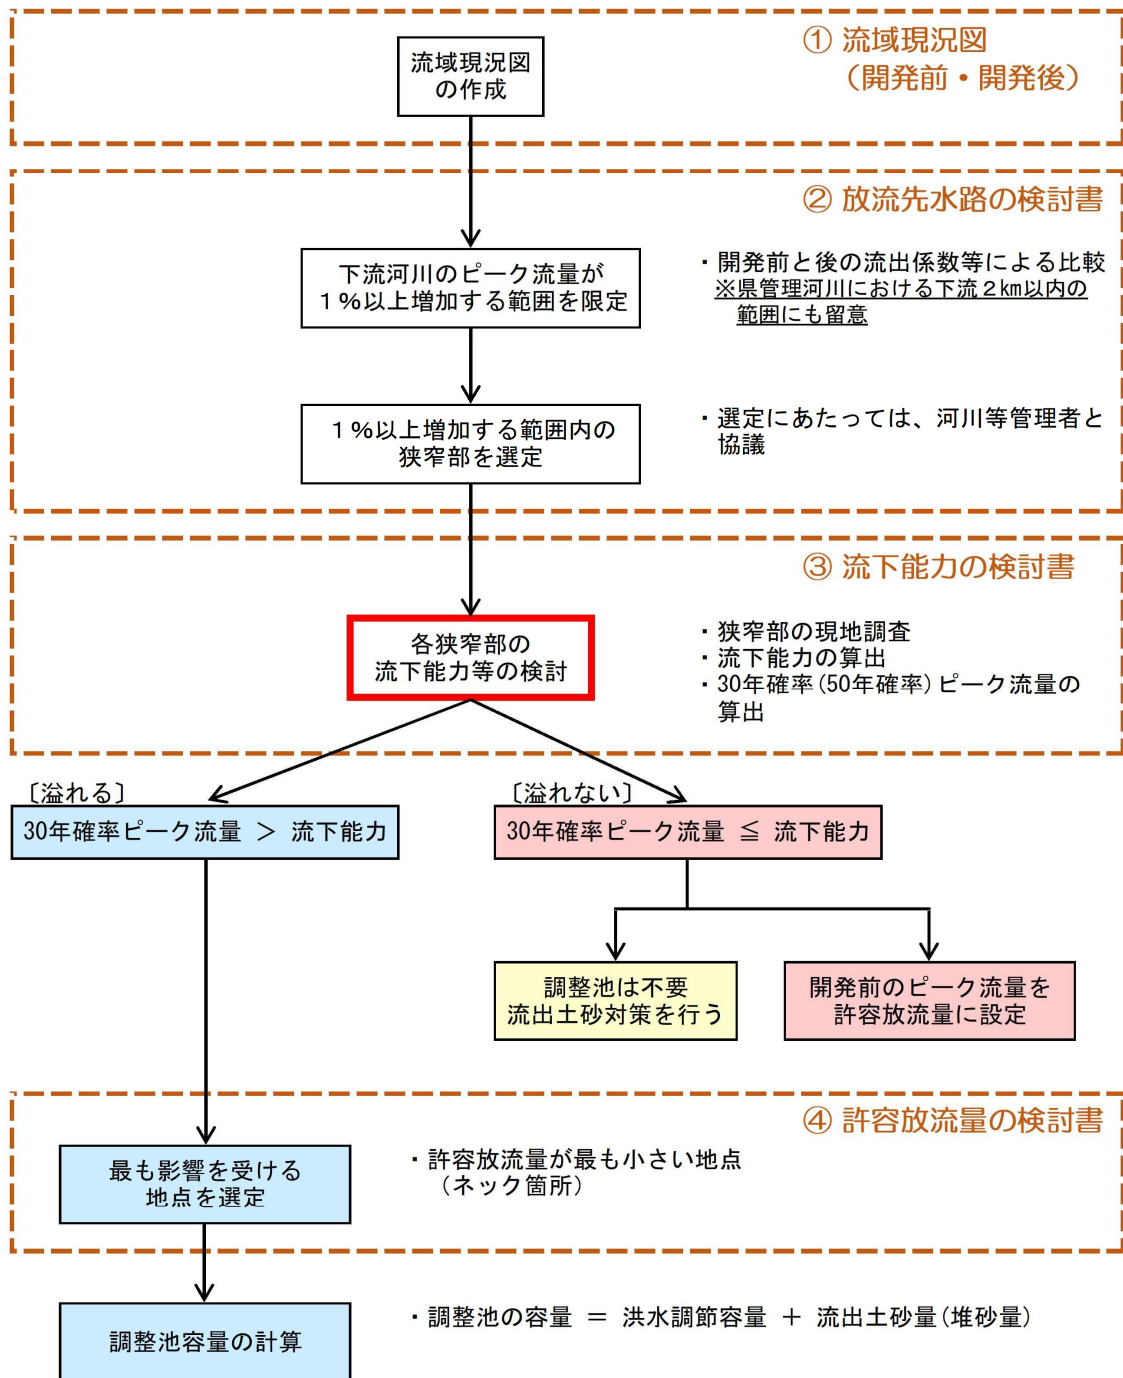 ① 流域現況図
（開発前・開発後）
流域現況図
の作成
② 放流先水路の検討書
下流河川のピーク流量が
１%以上増加する範囲を限定
・開発前と後の流出係数等による比較
※県管理河川における下流２km以内の
範囲にも留意
１%以上増加する範囲内の
狭窄部を選定
・選定にあたっては、河川等管理者と
協議
③ 流下能力の検討書
各狭窄部の
流下能力等の検討
・狭窄部の現地調査
・流下能力の算出
・30年確率(50年確率)ピーク流量の
算出
〔溢れる〕
30年確率ピーク流量 ＞ 流下能力
〔溢れない〕
30年確率ピーク流量 ≦ 流下能力
調整池は不要
流出土砂対策を行う
開発前のピーク流量を
許容放流量に設定
④ 許容放流量の検討書
最も影響を受ける
地点を選定
・許容放流量が最も小さい地点
（ネック箇所）
調整池容量の計算
・調整池の容量 ＝ 洪水調節容量 ＋ 流出土砂量(堆砂量)